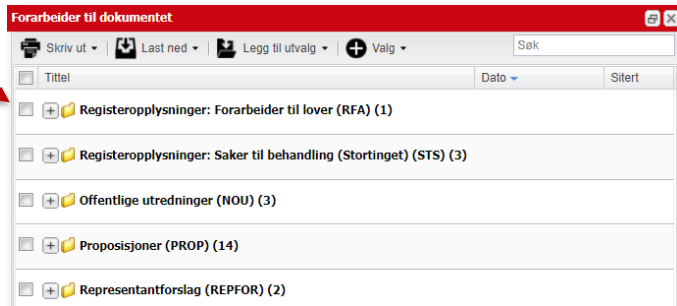 Forarbeider til dokumentet
Skriv ut Last ned Legg til utvalg Valg Søk
Tittel Dato Sitert
Registeropplysninger: Forarbeider til lover (RFA) (1)
Registeropplysninger: Saker til behandling (Stortinget) (STS) (3)
Offentlige utredninger (NOU) (3)
Proposisjoner (PROP) (14)
Representantforslag (REPFOR) (2)